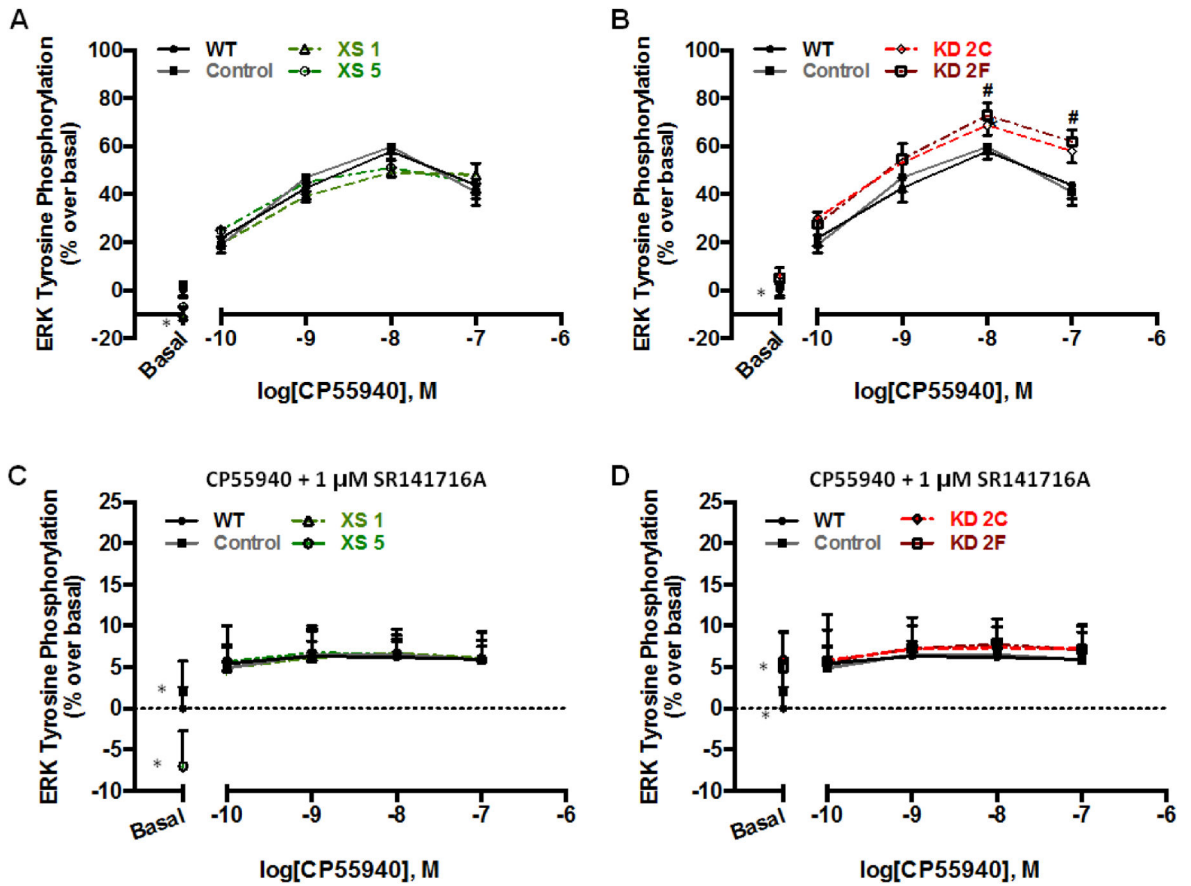 A
WT
XS 1
Control
XS 5
ERK Tyrosine Phosphorylation
(% over basal)
100
80
60
40
20
0
-20
Basal
-10
-9
-8
-7
-6
log[CP55940], M
B
WT
KD 2C
Control
KD 2F
ERK Tyrosine Phosphorylation
(% over basal)
100
80
60
40
20
0
-20
*
*
#
#
Basal
-10
-9
-8
-7
-6
log[CP55940], M
C
CP55940 + 1 µM SR141716A
WT
XS 1
Control
XS 5
ERK Tyrosine Phosphorylation
(% over basal)
25
20
15
10
5
0
-5
-10
*
*
Basal
-10
-9
-8
-7
-6
log[CP55940], M
D
CP55940 + 1 µM SR141716A
WT
KD 2C
Control
KD 2F
ERK Tyrosine Phosphorylation
(% over basal)
25
20
15
10
5
0
-5
-10
*
*
Basal
-10
-9
-8
-7
-6
log[CP55940], M